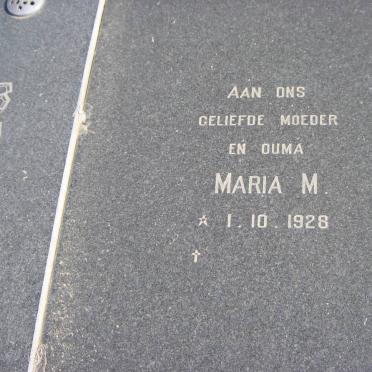 AAN ONS
GELIEFDE MOEDER
EN OUMA
MARIA M.
☆ 1.10.1928
†